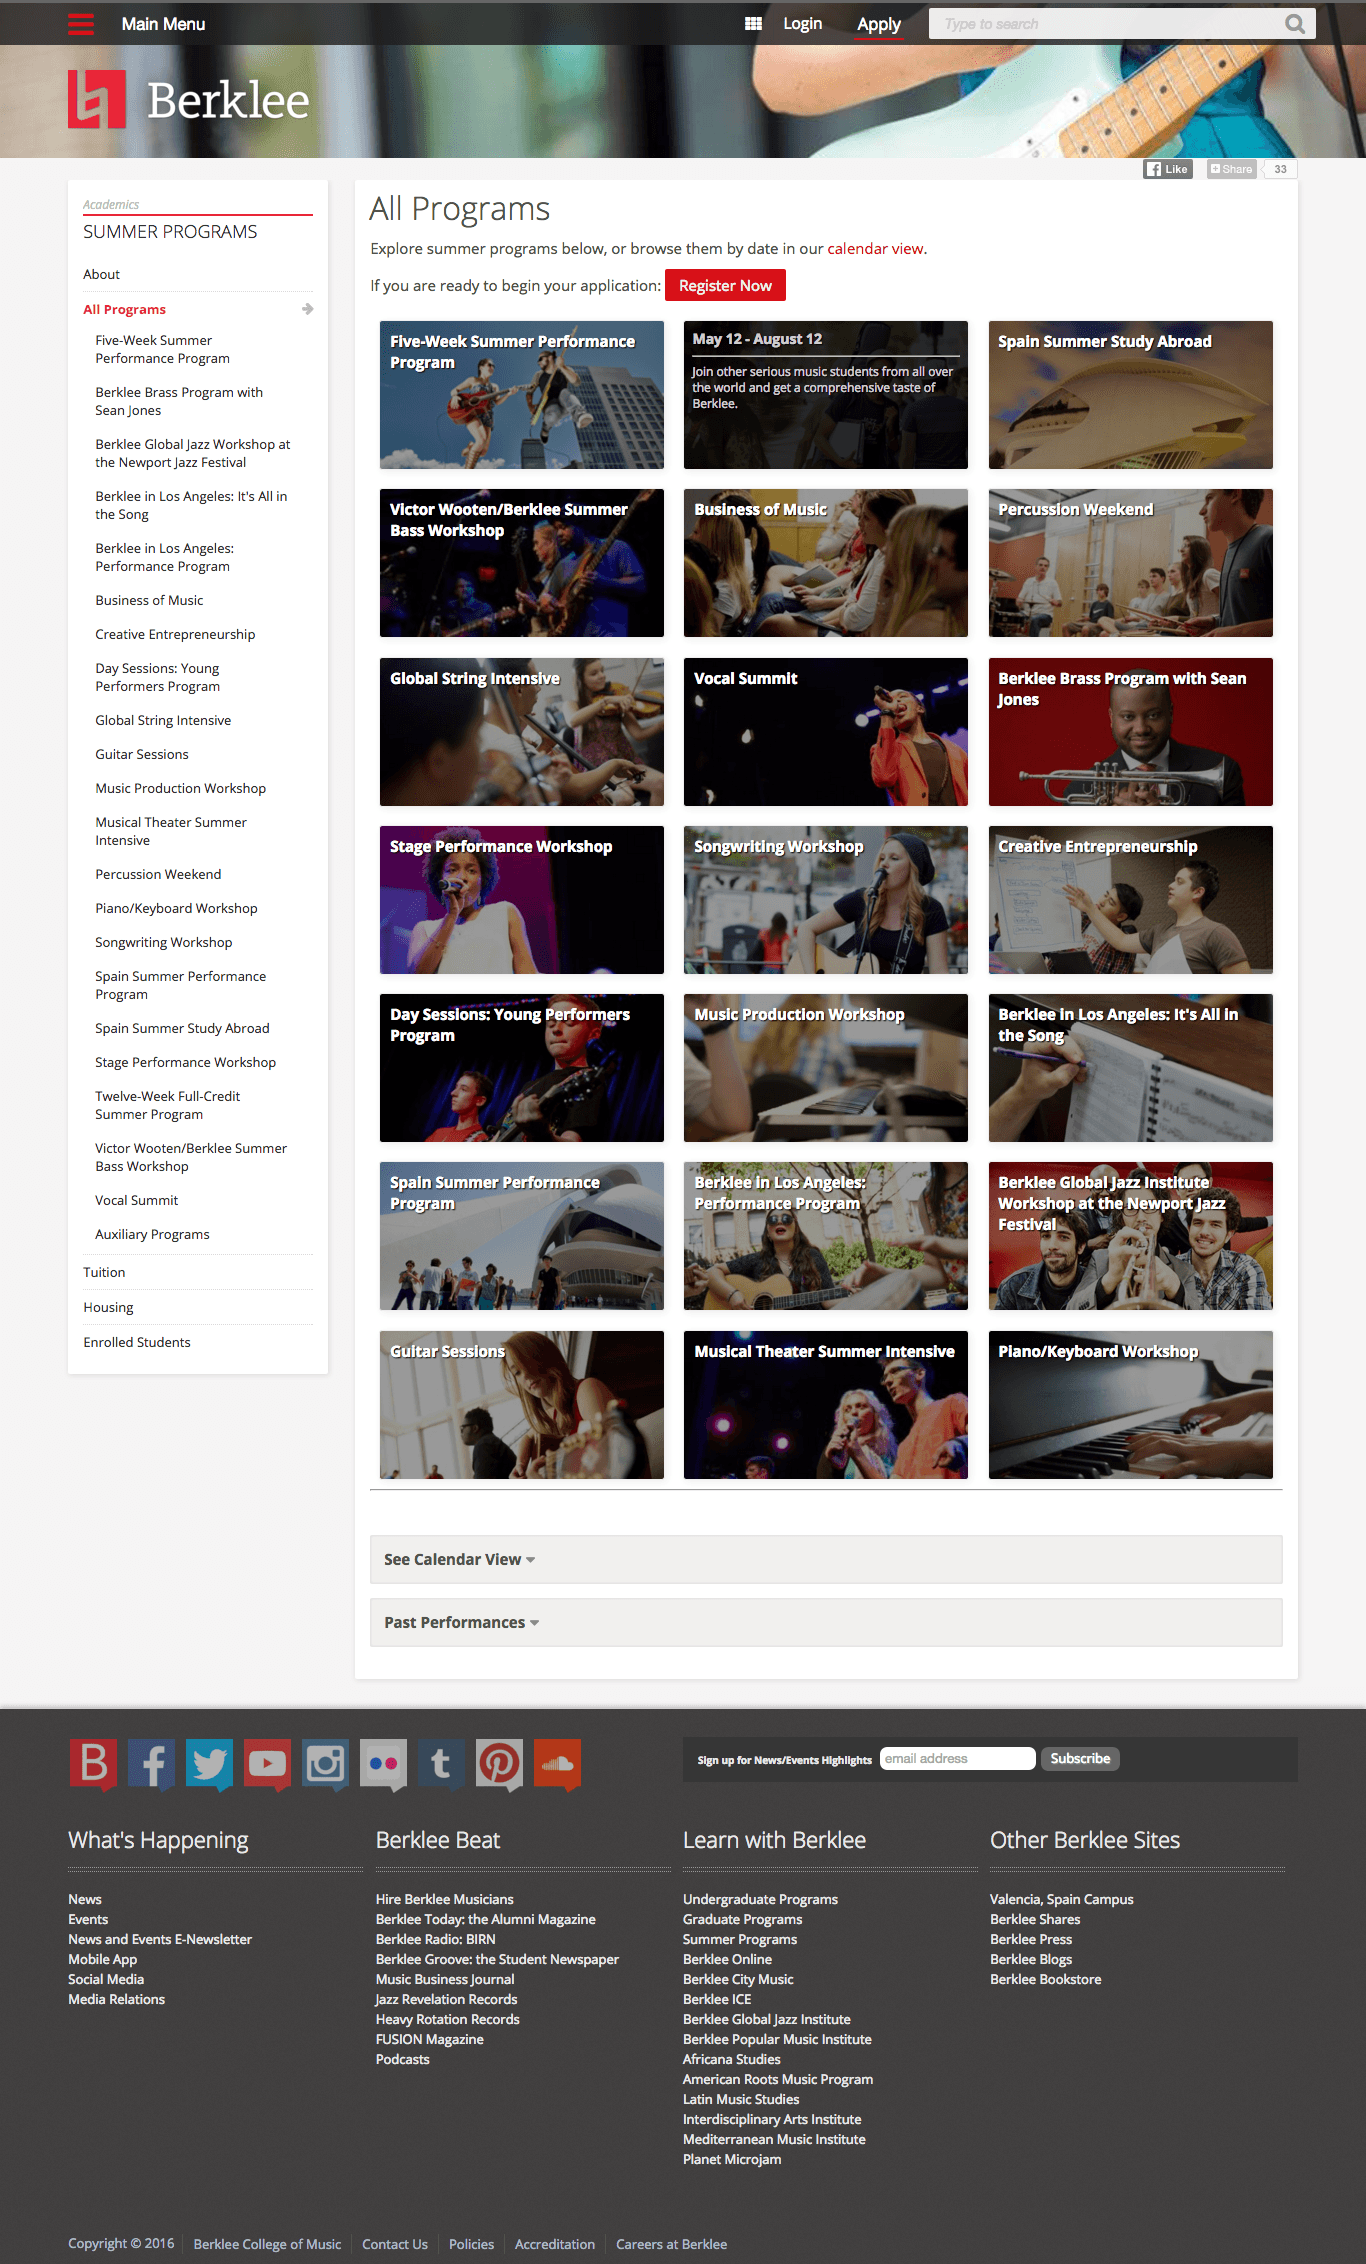 Main Menu
Login
Apply
Type to search
Berklee
Like
Share
33
Academics
SUMMER PROGRAMS
About
All Programs
Five-Week Summer
Performance Program
Berklee Brass Program with
Sean Jones
Berklee Global Jazz Workshop at
the Newport Jazz Festival
Berklee in Los Angeles: It's All in
the Song
Berklee in Los Angeles:
Performance Program
Business of Music
Creative Entrepreneurship
Day Sessions: Young
Performers Program
Global String Intensive
Guitar Sessions
Music Production Workshop
Musical Theater Summer
Intensive
Percussion Weekend
Piano/Keyboard Workshop
Songwriting Workshop
Spain Summer Performance
Program
Spain Summer Study Abroad
Stage Performance Workshop
Twelve-Week Full-Credit
Summer Program
Victor Wooten/Berklee Summer
Bass Workshop
Vocal Summit
Auxiliary Programs
Tuition
Housing
Enrolled Students
All Programs
Explore summer programs below, or browse them by date in our calendar view.
If you are ready to begin your application: Register Now
Five-Week Summer Performance
Program
May 12 - August 12
Join other serious music students from all over
the world and get a comprehensive taste of
Berklee.
Spain Summer Study Abroad
Victor Wooten/Berklee Summer
Bass Workshop
Business of Music
Percussion Weekend
Global String Intensive
Vocal Summit
Berklee Brass Program with Sean
Jones
Stage Performance Workshop
Songwriting Workshop
Creative Entrepreneurship
Day Sessions: Young Performers
Program
Music Production Workshop
Berklee in Los Angeles: It's All in
the Song
Spain Summer Performance
Program
Berklee in Los Angeles:
Performance Program
Berklee Global Jazz Institute
Workshop at the Newport Jazz
Festival
Guitar Sessions
Musical Theater Summer Intensive
Piano/Keyboard Workshop
See Calendar View
Past Performances
Sign up for News/Events Highlights
email address
Subscribe
What's Happening
News
Events
News and Events E-Newsletter
Mobile App
Social Media
Media Relations
Berklee Beat
Hire Berklee Musicians
Berklee Today: the Alumni Magazine
Berklee Radio: BIRN
Berklee Groove: the Student Newspaper
Music Business Journal
Jazz Revelation Records
Heavy Rotation Records
FUSION Magazine
Podcasts
Learn with Berklee
Undergraduate Programs
Graduate Programs
Summer Programs
Berklee Online
Berklee City Music
Berklee ICE
Berklee Global Jazz Institute
Berklee Popular Music Institute
Africana Studies
American Roots Music Program
Latin Music Studies
Interdisciplinary Arts Institute
Mediterranean Music Institute
Planet Microjam
Other Berklee Sites
Valencia, Spain Campus
Berklee Shares
Berklee Press
Berklee Blogs
Berklee Bookstore
Copyright © 2016
Berklee College of Music
Contact Us
Policies
Accreditation
Careers at Berklee